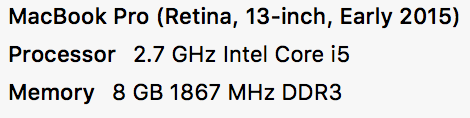 MacBook Pro (Retina, 13-inch, Early 2015)
Processor 2.7 GHz Intel Core i5
Memory 8 GB 1867 MHz DDR3